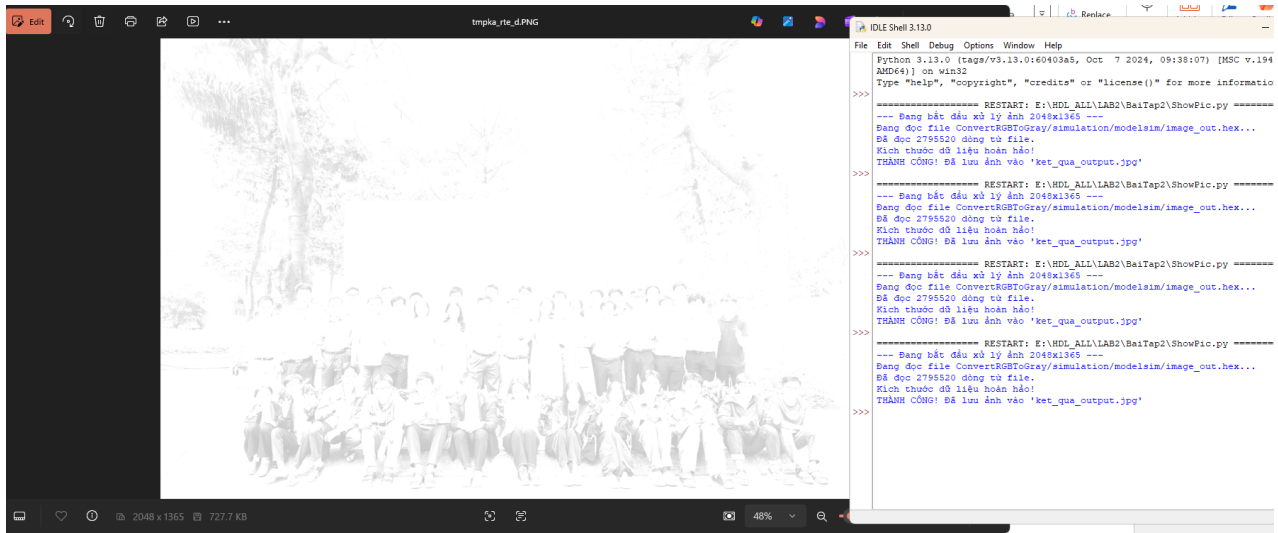 Edit
tmpka_rte_d.PNG
Replace
IDLE Shell 3.13.0
File Edit Shell Debug Options Window Help
Python 3.13.0 (tags/v3.13.0:60403a5, Oct 7 2024, 09:38:07) [MSC v.194
AMD64)] on win32
Type "help", "copyright", "credits" or "license()" for more informatio
>>>
================== RESTART: E:\HDL_ALL\LAB2\BaiTap2\ShowPic.py =======
--- Đang bắt đầu xử lý ảnh 2048x1365 ---
Đang đọc file ConvertRGBToGray/simulation/modelsim/image_out.hex...
Đã đọc 2795520 dòng từ file.
Kích thước dữ liệu hoàn hảo!
THÀNH CÔNG! Đã lưu ảnh vào 'ket_qua_output.jpg'
>>>
================== RESTART: E:\HDL_ALL\LAB2\BaiTap2\ShowPic.py =======
--- Đang bắt đầu xử lý ảnh 2048x1365 ---
Đang đọc file ConvertRGBToGray/simulation/modelsim/image_out.hex...
Đã đọc 2795520 dòng từ file.
Kích thước dữ liệu hoàn hảo!
THÀNH CÔNG! Đã lưu ảnh vào 'ket_qua_output.jpg'
>>>
================== RESTART: E:\HDL_ALL\LAB2\BaiTap2\ShowPic.py =======
--- Đang bắt đầu xử lý ảnh 2048x1365 ---
Đang đọc file ConvertRGBToGray/simulation/modelsim/image_out.hex...
Đã đọc 2795520 dòng từ file.
Kích thước dữ liệu hoàn hảo!
THÀNH CÔNG! Đã lưu ảnh vào 'ket_qua_output.jpg'
>>>
================== RESTART: E:\HDL_ALL\LAB2\BaiTap2\ShowPic.py =======
--- Đang bắt đầu xử lý ảnh 2048x1365 ---
Đang đọc file ConvertRGBToGray/simulation/modelsim/image_out.hex...
Đã đọc 2795520 dòng từ file.
Kích thước dữ liệu hoàn hảo!
THÀNH CÔNG! Đã lưu ảnh vào 'ket_qua_output.jpg'
>>>
2048 x 1365 727.7 KB
48%